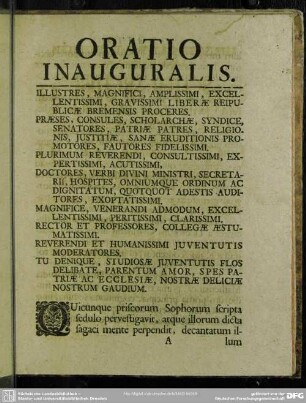 ORATIO
INAUGURALIS.
ILLUSTRES, MAGNIFICI, AMPLISSIMI, EXCEL-
LENTISSIMI, GRAVISSIMI LIBERÆ REIPU-
BLICÆ BREMENSIS PROCERES,
PRÆSES, CONSULES, SCHOLARCHÆ, SYNDICE,
SENATORES, PATRIÆ PATRES, RELIGIO-
NIS, JUSTITIÆ, SANÆ ERUDITIONIS PRO-
MOTORES, FAUTORES FIDELISSIMI.
PLURIMUM REVERENDI, CONSULTISSIMI, EX-
PERTISSIMI, ACUTISSIMI,
DOCTORES, VERBI DIVINI MINISTRI, SECRETA-
RII, HOSPITES, OMNIUMQUE ORDINUM AC
DIGNITATUM, QUOTQUOT ADESTIS AUDI-
TORES, EXOPTATISSIMI,
MAGNIFICE, VENERANDI ADMODUM, EXCEL-
LENTISSIMI, PERITISSIMI, CLARISSIMI,
RECTOR ET PROFESSORES, COLLEGÆ ÆSTU-
MATISSIMI.
REVERENDI ET HUMANISSIMI JUVENTUTIS
MODERATORES,
TU DENIQUE, STUDIOSÆ JUVENTUTIS FLOS
DELIBATE, PARENTUM AMOR, SPES PA-
TRIÆ AC ECCLESIÆ, NOSTRÆ DELICIÆ
NOSTRUM GAUDIUM.
QUicunque priscorum Sophorum scripta
sedulo pervestigavit, atque illorum dicta
sagaci mente perpendit, decantatum il-
A lum